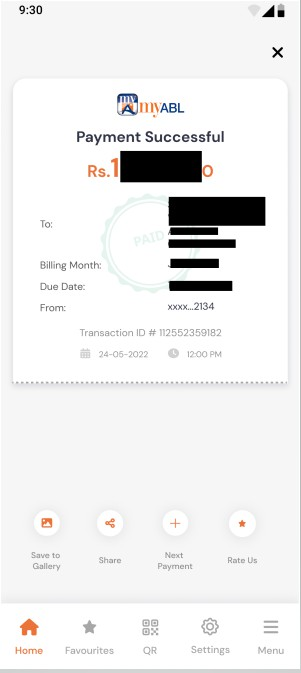 9:30
my
myABL
Payment Successful
Rs.1 0
PAID
To:
Billing Month:
Due Date:
From: xxxx...2134
Transaction ID # 112552359182
24-05-2022 12:00 PM
Save to Gallery
Share
Next Payment
Rate Us
Home
Favourites
QR
Settings
Menu